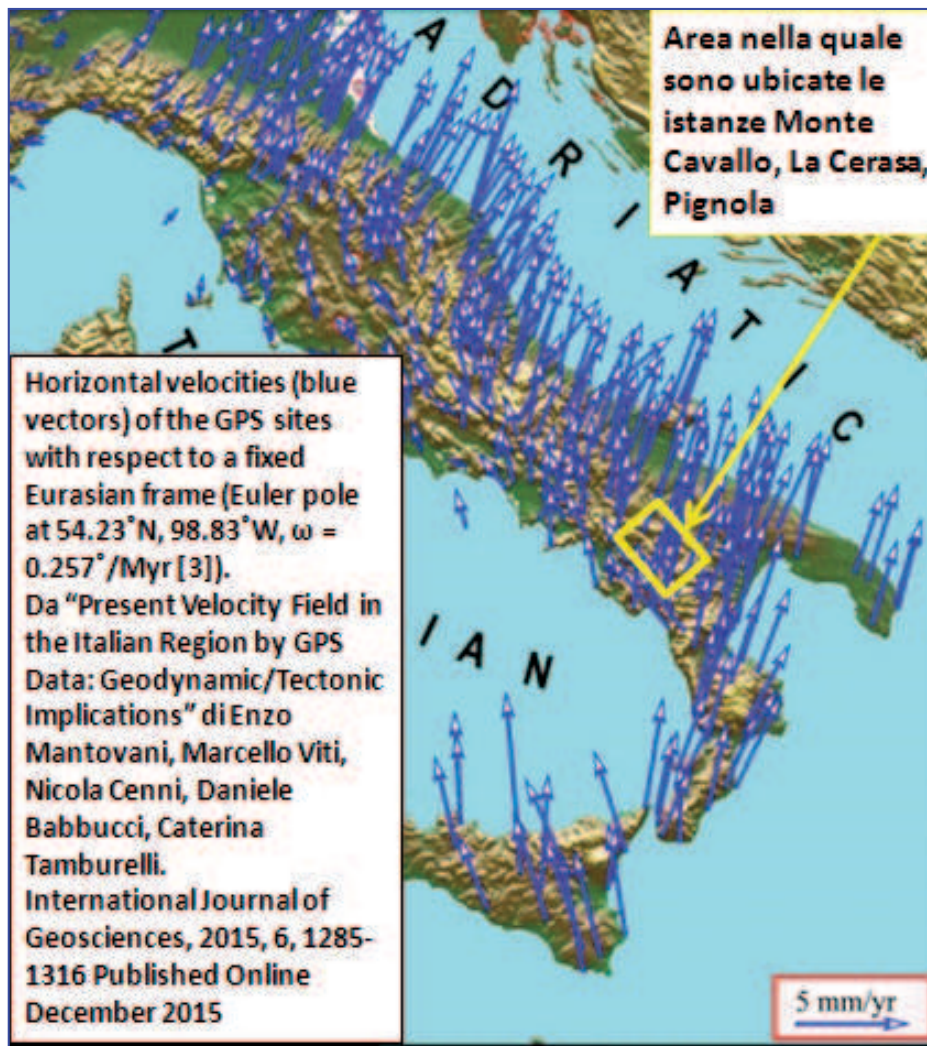 Area nella quale
sono ubicate le
istanze Monte
Cavallo, La Cerasa,
Pignola
A D R I A T I C
T
I A N
Horizontal velocities (blue
vectors) of the GPS sites
with respect to a fixed
Eurasian frame (Euler pole
at 54.23˚N, 98.83˚W, ω =
0.257˚/Myr [3]).
Da “Present Velocity Field in
the Italian Region by GPS
Data: Geodynamic/Tectonic
Implications” di Enzo
Mantovani, Marcello Viti,
Nicola Cenni, Daniele
Babbucci, Caterina
Tamburelli.
International Journal of
Geosciences, 2015, 6, 1285-
1316 Published Online
December 2015
5 mm/yr